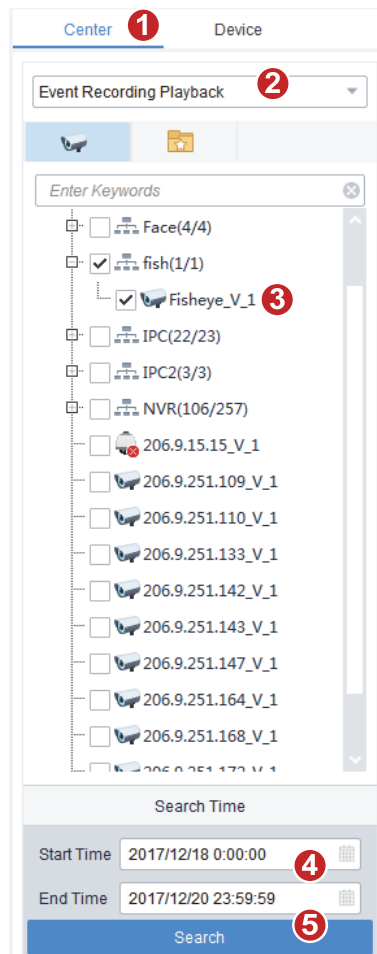 Center 1 Device
Event Recording Playback 2
Enter Keywords
Face(4/4)
fish(1/1)
Fisheye_V_1 3
IPC(22/23)
IPC2(3/3)
NVR(106/257)
206.9.15.15_V_1
206.9.251.109_V_1
206.9.251.110_V_1
206.9.251.133_V_1
206.9.251.142_V_1
206.9.251.143_V_1
206.9.251.147_V_1
206.9.251.164_V_1
206.9.251.168_V_1
Search Time
Start Time 2017/12/18 0:00:00 4
End Time 2017/12/20 23:59:59
5
Search